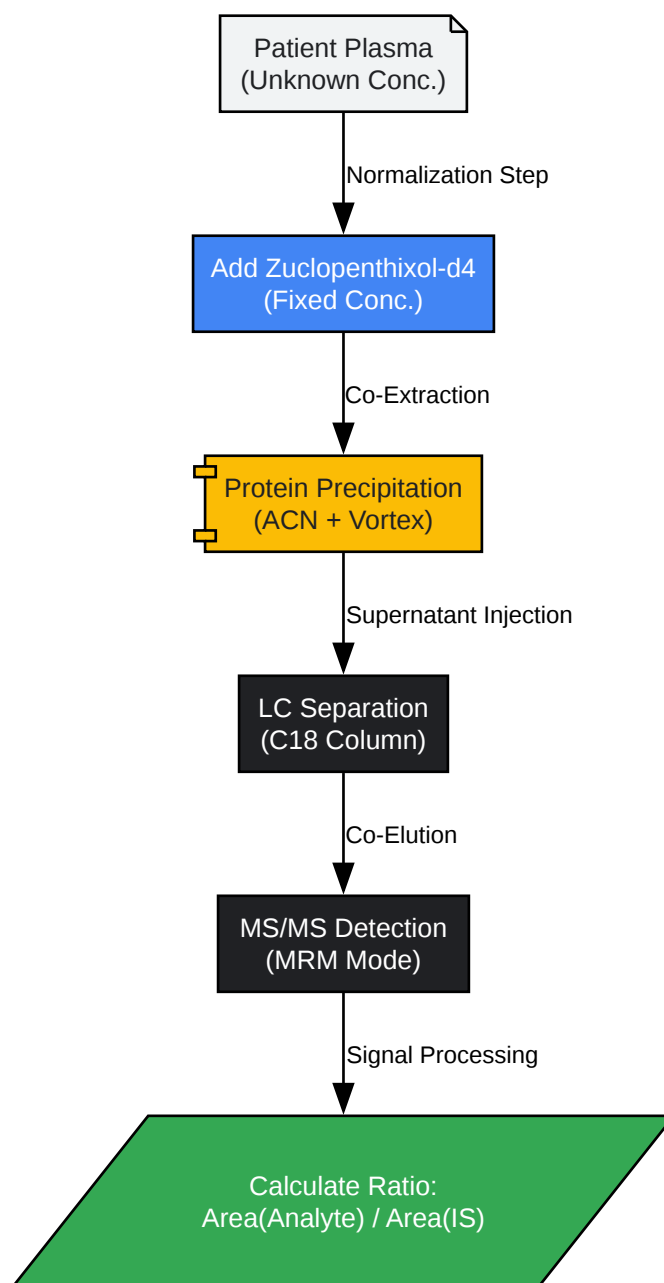 Patient Plasma
(Unknown Conc.)
Normalization Step
Add Zuclopenthixol-d4
(Fixed Conc.)
Co-Extraction
Protein Precipitation
(ACN + Vortex)
Supernatant Injection
LC Separation
(C18 Column)
Co-Elution
MS/MS Detection
(MRM Mode)
Signal Processing
Calculate Ratio:
Area(Analyte) / Area(IS)